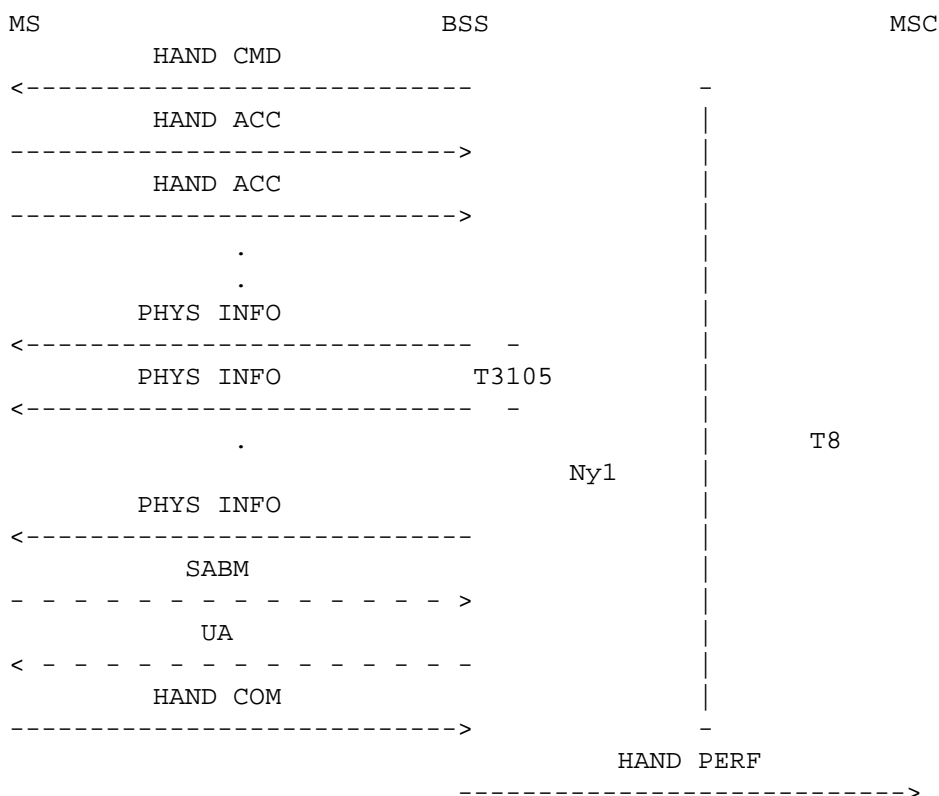 MS BSS MSC
HAND CMD
<---------------------------- -
HAND ACC |
----------------------------> |
HAND ACC |
----------------------------> |
. |
. |
PHYS INFO |
<---------------------------- - |
PHYS INFO T3105 |
<---------------------------- - |
. | T8
Ny1 |
PHYS INFO |
<---------------------------- |
SABM |
- - - - - - - - - - - - - - > |
UA |
< - - - - - - - - - - - - - - |
HAND COM |
----------------------------> -
HAND PERF
---------------------------->